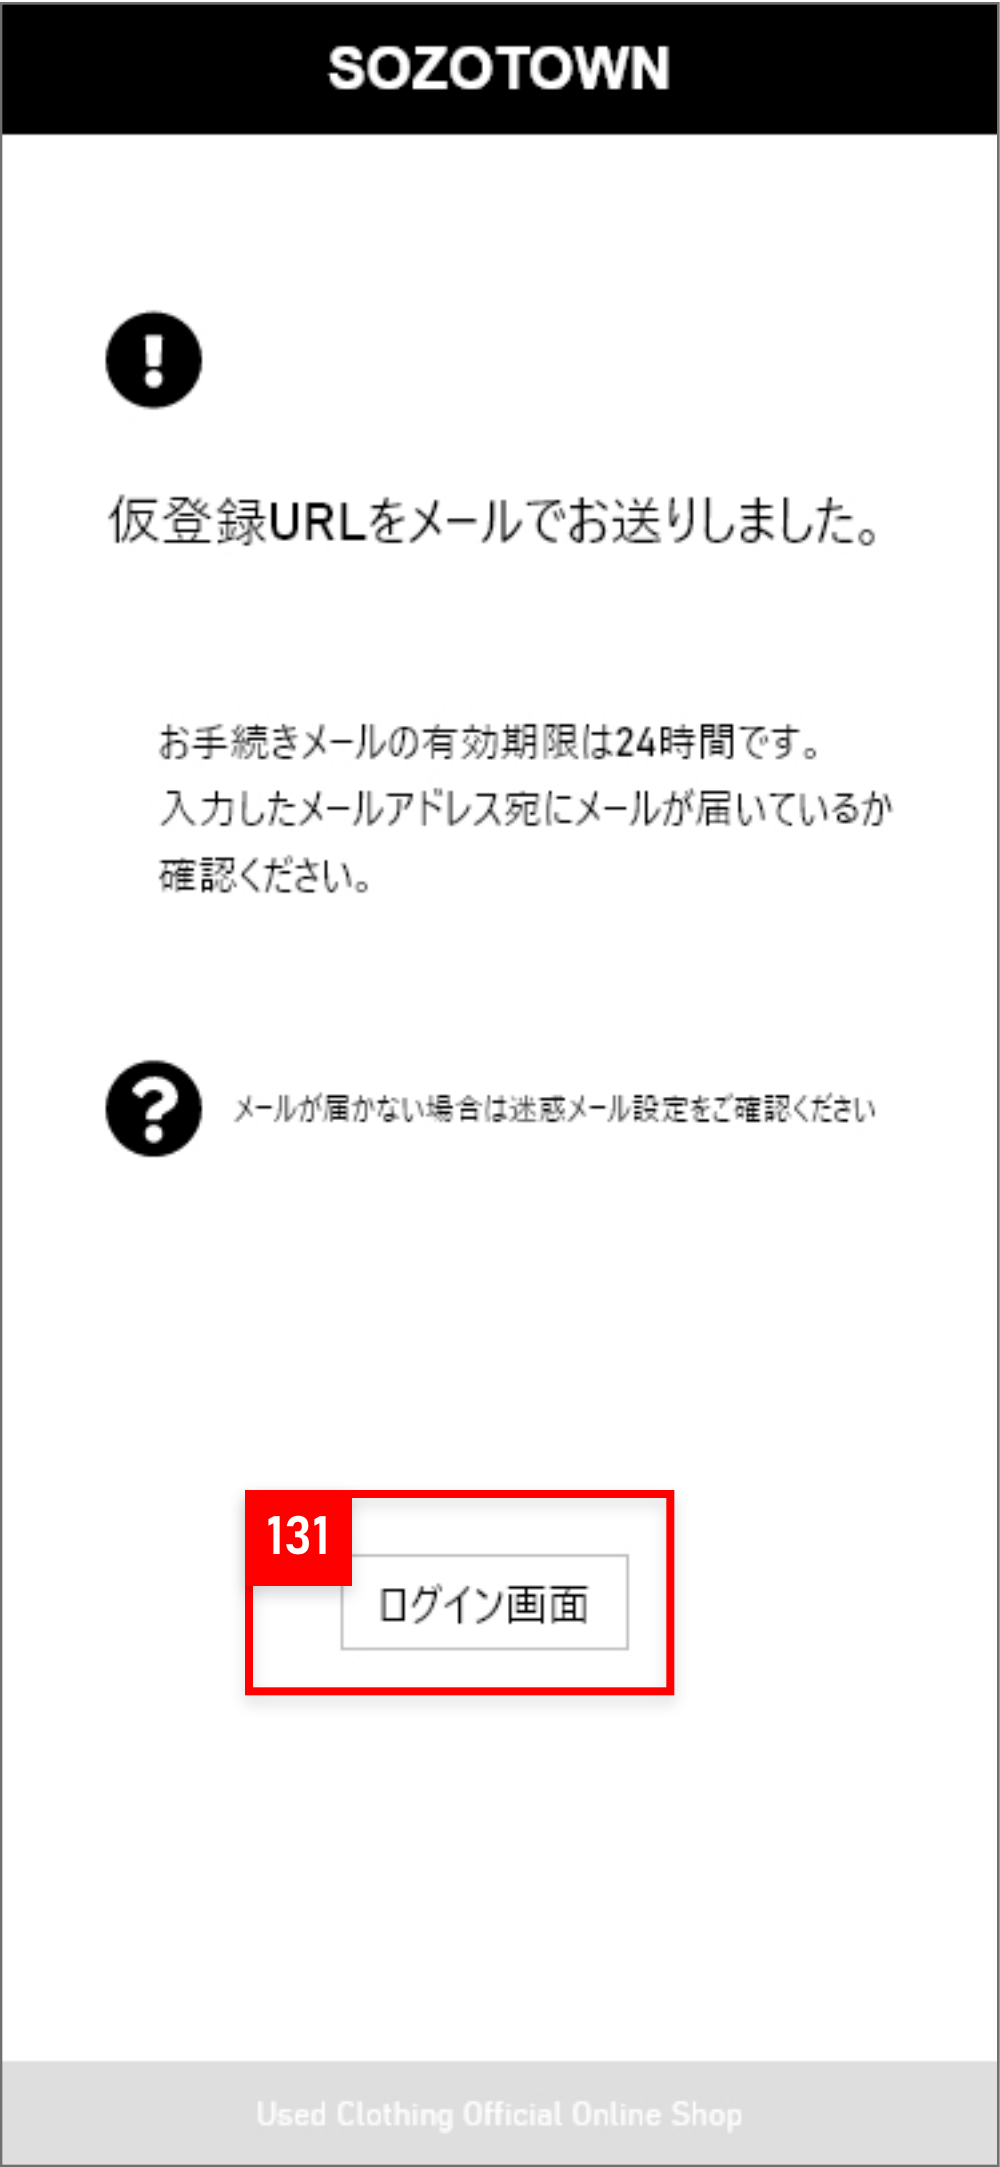 SOZOTOWN
仮登録URLをメールでお送りしました。
お手続きメールの有効期限は24時間です。
入力したメールアドレス宛にメールが届いているか
確認ください。
メールが届かない場合は迷惑メール設定をご確認ください
131
ログイン画面
Used Clothing Official Online Shop